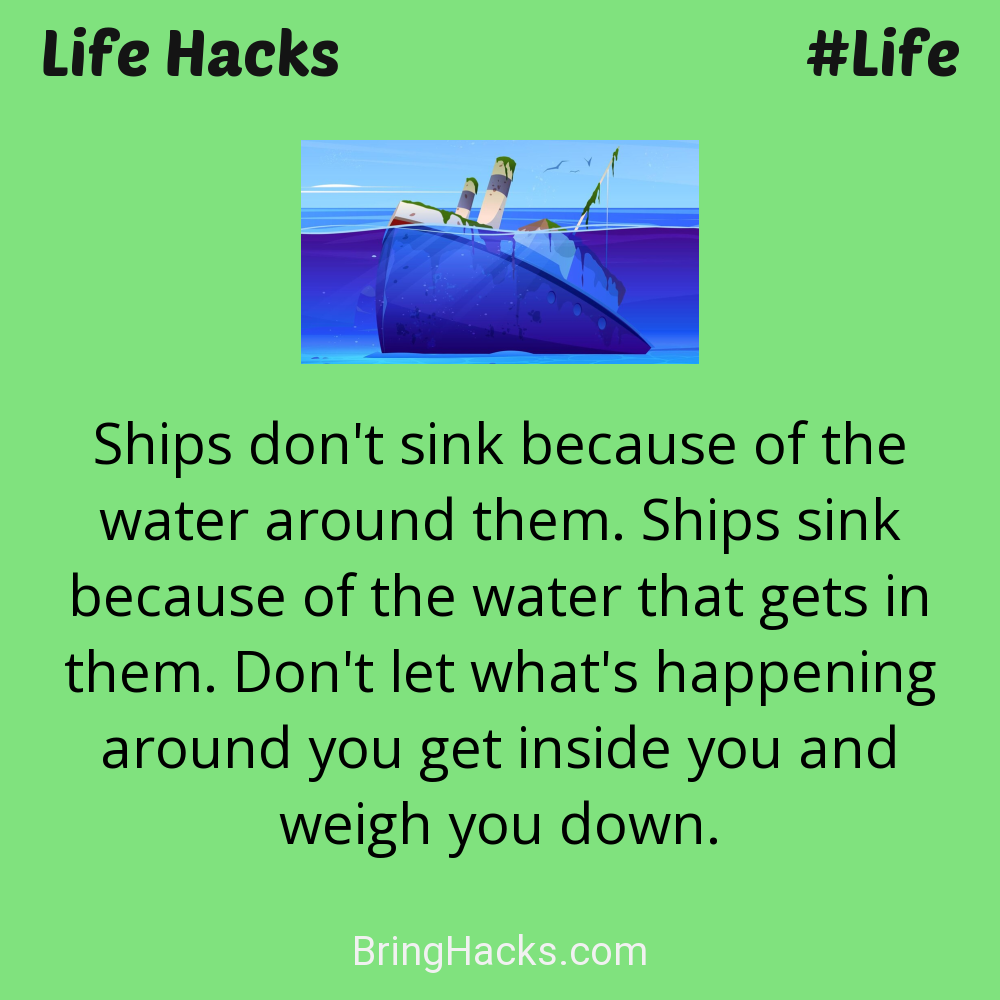 Life Hacks
#Life
Ships don't sink because of the
water around them. Ships sink
because of the water that gets in
them. Don't let what's happening
around you get inside you and
weigh you down.
BringHacks.com